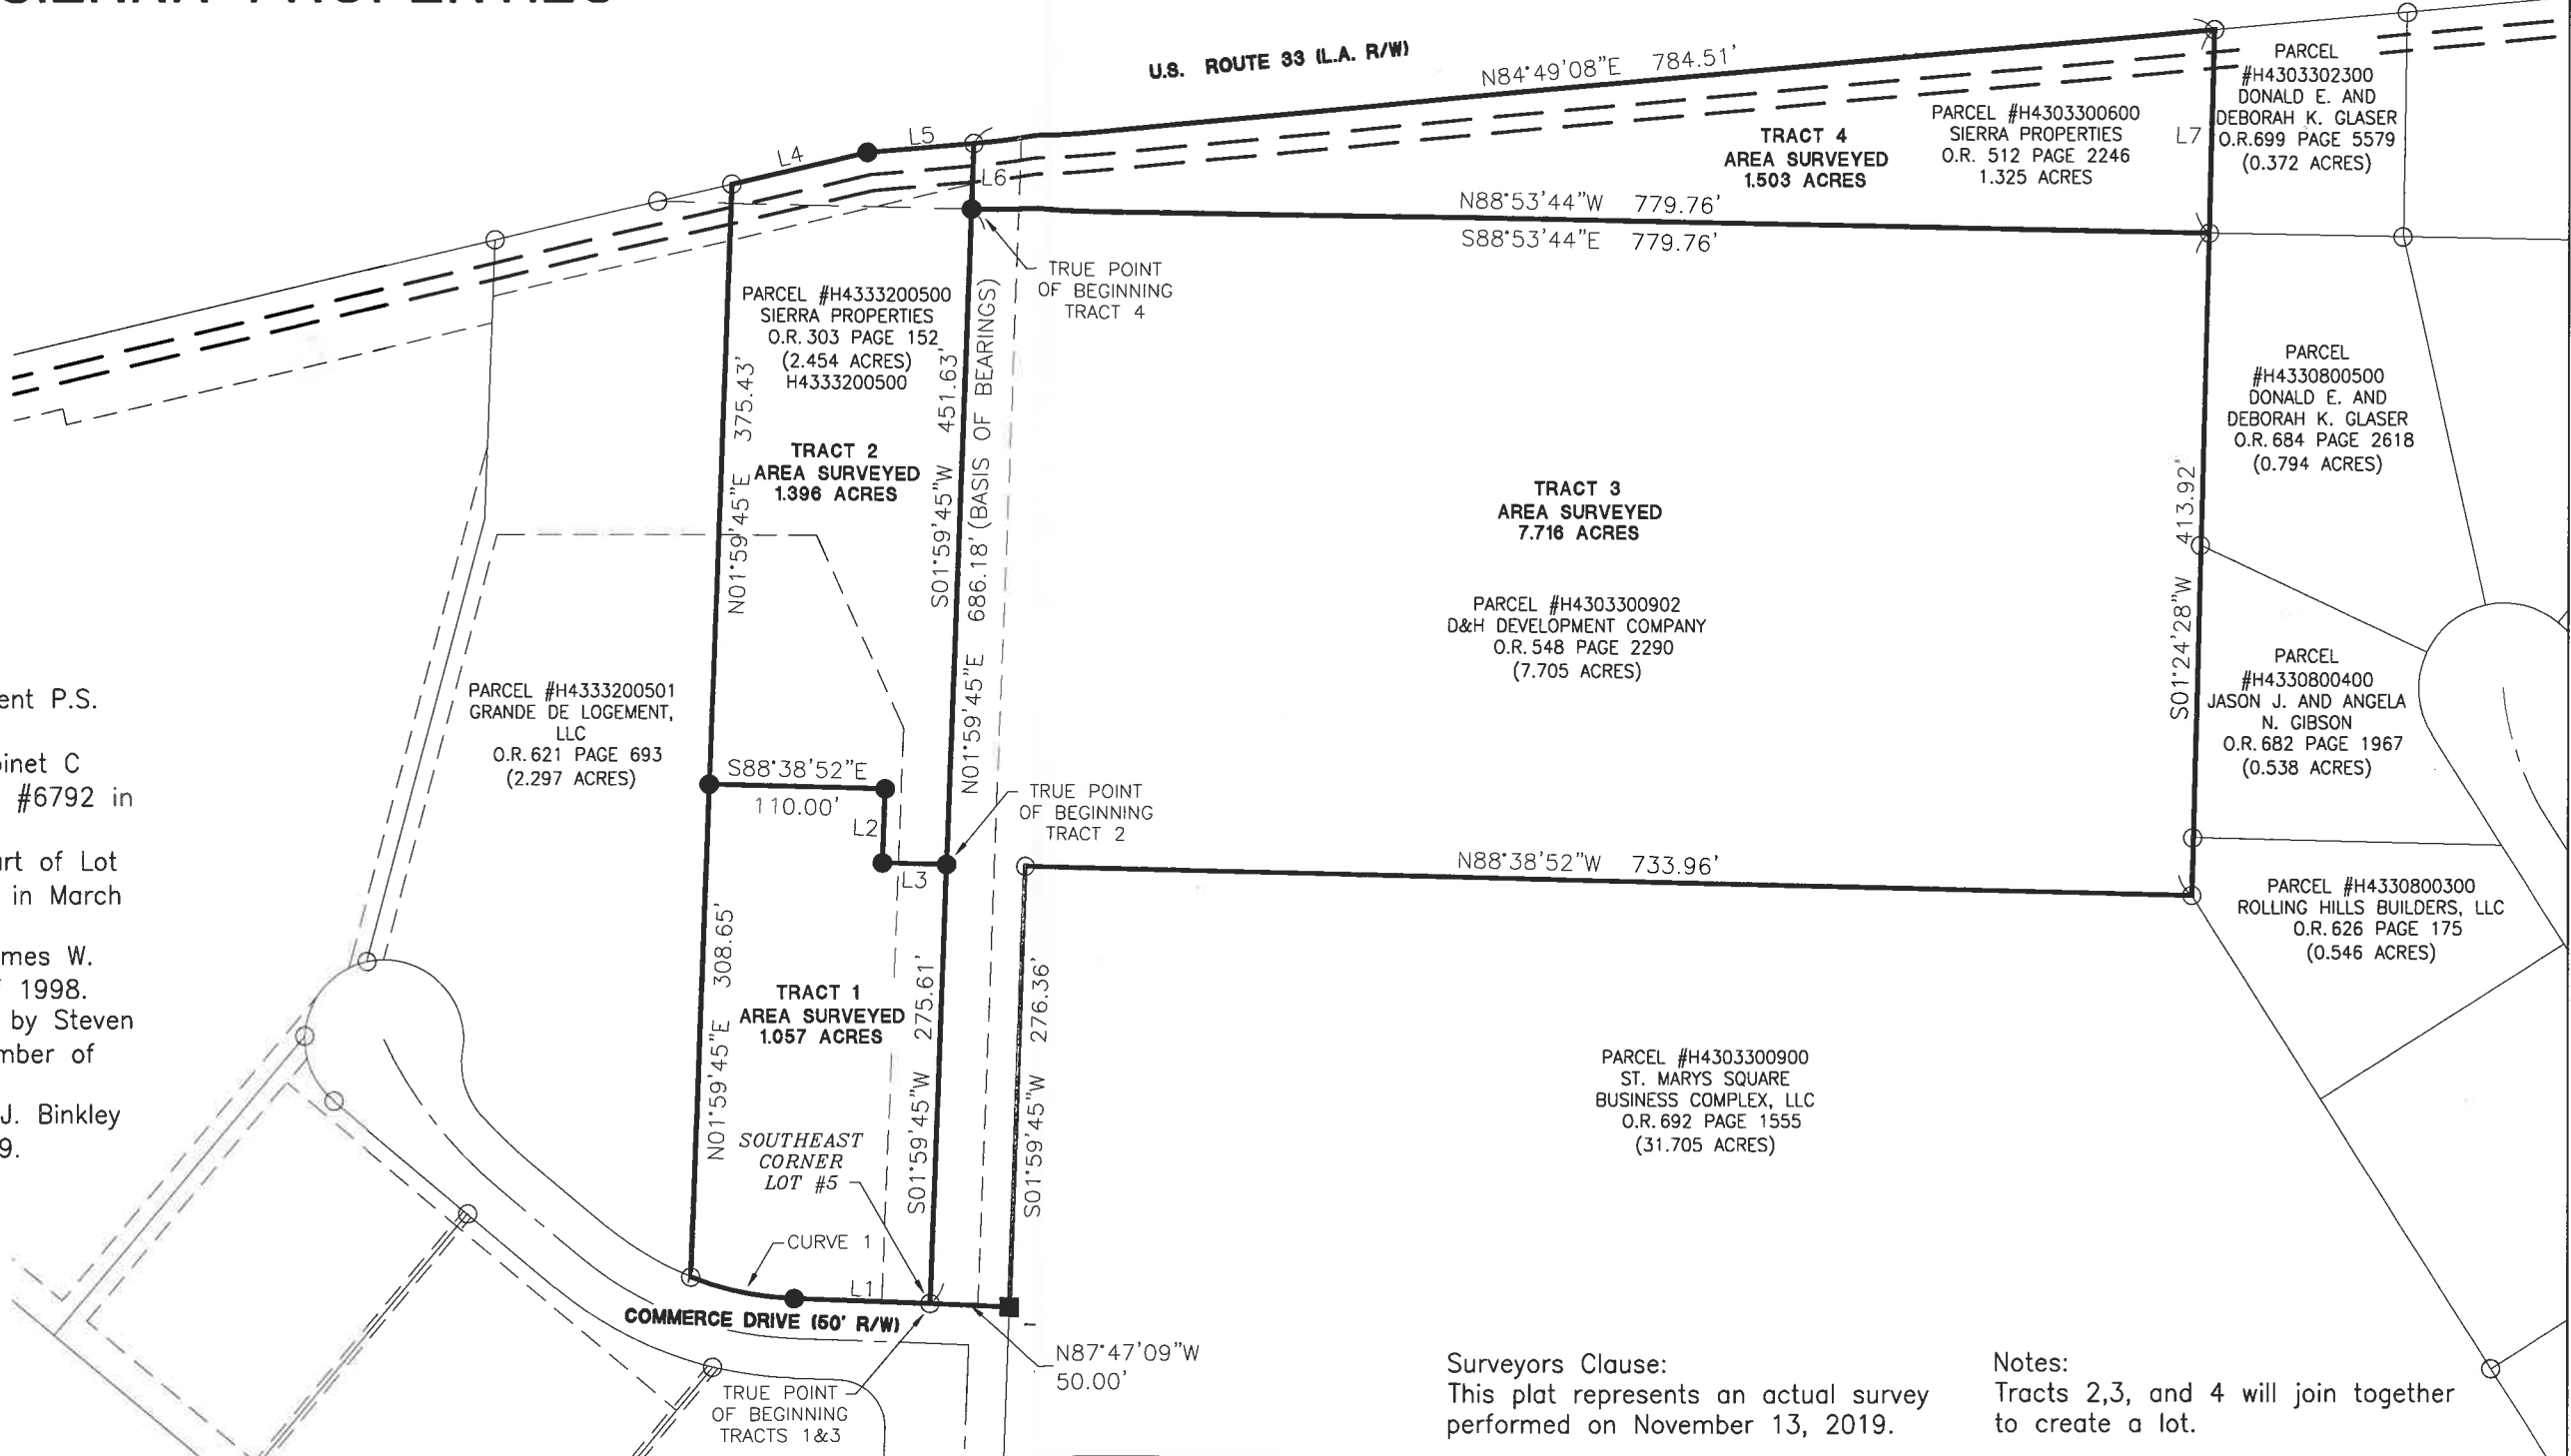 U.S. ROUTE 33 (L.A. R/W)
N84°49'08"E 784.51'
PARCEL
#H4303302300
DONALD E. AND
DEBORAH K. GLASER
O.R.699 PAGE 5579
(0.372 ACRES)
L4
L5
L6
L7
TRACT 4
AREA SURVEYED
1.503 ACRES
PARCEL #H4303300600
SIERRA PROPERTIES
O.R. 512 PAGE 2246
1.325 ACRES
N88°53'44"W 779.76'
S88°53'44"E 779.76'
TRUE POINT
OF BEGINNING
TRACT 4
PARCEL #H4333200500
SIERRA PROPERTIES
O.R. 303 PAGE 152
(2.454 ACRES)
H4333200500
TRACT 2
AREA SURVEYED
1.396 ACRES
N01°59'45"E 375.43'
S01°59'45"W 451.63'
N01°59'45"E 686.18' (BASIS OF BEARINGS)
TRACT 3
AREA SURVEYED
7.716 ACRES
PARCEL #H4303300902
D&H DEVELOPMENT COMPANY
O.R. 548 PAGE 2290
(7.705 ACRES)
S01°24'28"W 413.92'
PARCEL
#H4330800500
DONALD E. AND
DEBORAH K. GLASER
O.R. 684 PAGE 2618
(0.794 ACRES)
PARCEL
#H4330800400
JASON J. AND ANGELA
N. GIBSON
O.R. 682 PAGE 1967
(0.538 ACRES)
PARCEL #H4330800300
ROLLING HILLS BUILDERS, LLC
O.R. 626 PAGE 175
(0.546 ACRES)
ent P.S.
inet C
#6792 in
rt of Lot
in March
mes W.
1998.
by Steven
mber of
J. Binkley
9.
PARCEL #H4333200501
GRANDE DE LOGEMENT,
LLC
O.R. 621 PAGE 693
(2.297 ACRES)
S88°38'52"E
110.00'
L2
L3
TRUE POINT
OF BEGINNING
TRACT 2
N88°38'52"W 733.96'
N01°59'45"E 308.65'
TRACT 1
AREA SURVEYED
1.057 ACRES
S01°59'45"W 275.61'
S01°59'45"W 276.36'
SOUTHEAST
CORNER
LOT #5
CURVE 1
L1
COMMERCE DRIVE (50' R/W)
N87°47'09"W
50.00'
TRUE POINT
OF BEGINNING
TRACTS 1&3
PARCEL #H4303300900
ST. MARYS SQUARE
BUSINESS COMPLEX, LLC
O.R. 692 PAGE 1555
(31.705 ACRES)
Surveyors Clause:
This plat represents an actual survey
performed on November 13, 2019.
Notes:
Tracts 2,3, and 4 will join together
to create a lot.